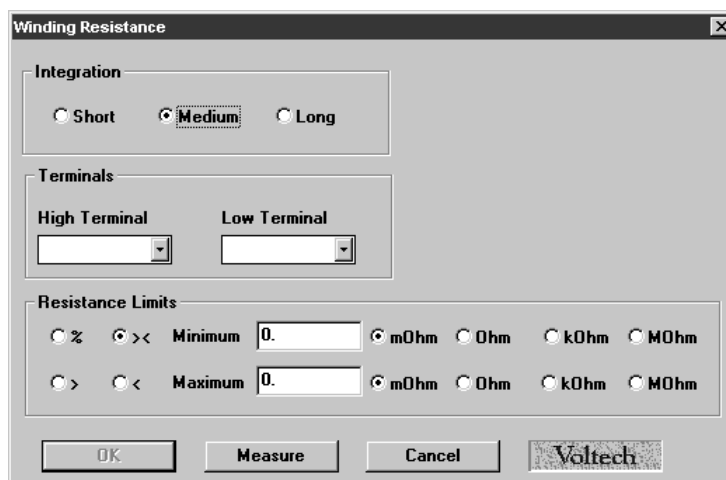 Winding Resistance
Integration
Short Medium Long
Terminals
High Terminal Low Terminal
Resistance Limits
% >< Minimum 0. mOhm Ohm kOhm MOhm
> < Maximum 0. mOhm Ohm kOhm MOhm
OK Measure Cancel Voltech